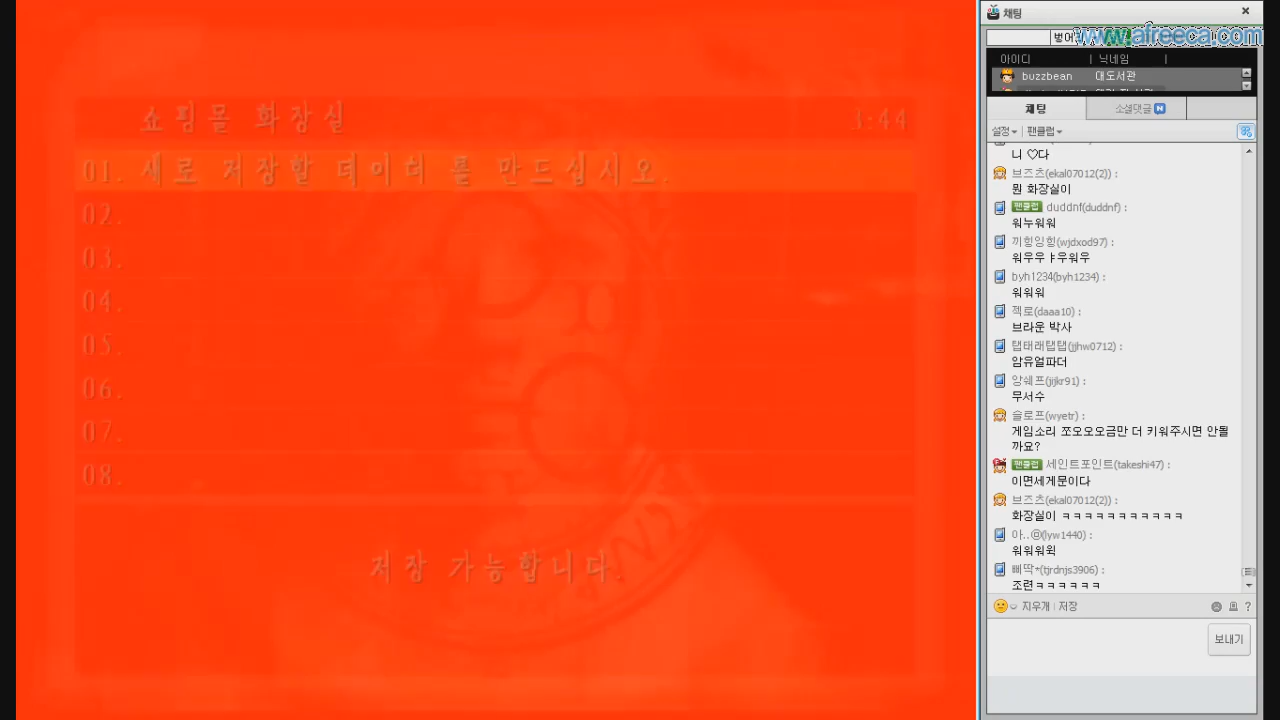 쇼핑몰 화장실 3:44
01. 새로 저장할 데이터 를 만드십시오.
02.
03.
04.
05.
06.
07.
08.
저장 가능합니다.
채팅
www.afreeca.com
아이디 | 닉네임 |
buzzbean 대도서관
채팅 소셜댓글 N
설정 팬클럽
니 ♡다
브즈츠(ekal07012(2)) :
뭔 화장실이
팬클럽 duddnf(duddnf) :
워누워워
끼힝잉힝(wjdxod97) :
워우우ㅑ우워우
byh1234(byh1234) :
워워워
젝로(daaa10) :
브라운 박사
탭태래탭탭(jjhw0712) :
암유얼파더
양쉐프(jijkr91) :
무서수
슬로프(wyetr) :
게임소리 쪼오오오금만 더 키워주시면 안될
까요?
팬클럽 세인트포인트(takeshi47) :
이면세게문이다
브즈츠(ekal07012(2)) :
화장실이 ㅋㅋㅋㅋㅋㅋㅋㅋㅋㅋㅋ
아..@(lyw1440) :
워워워웍
삐딱*(tjrdnjs3906) :
조련ㅋㅋㅋㅋㅋㅋ
지우개 | 저장 ?
보내기